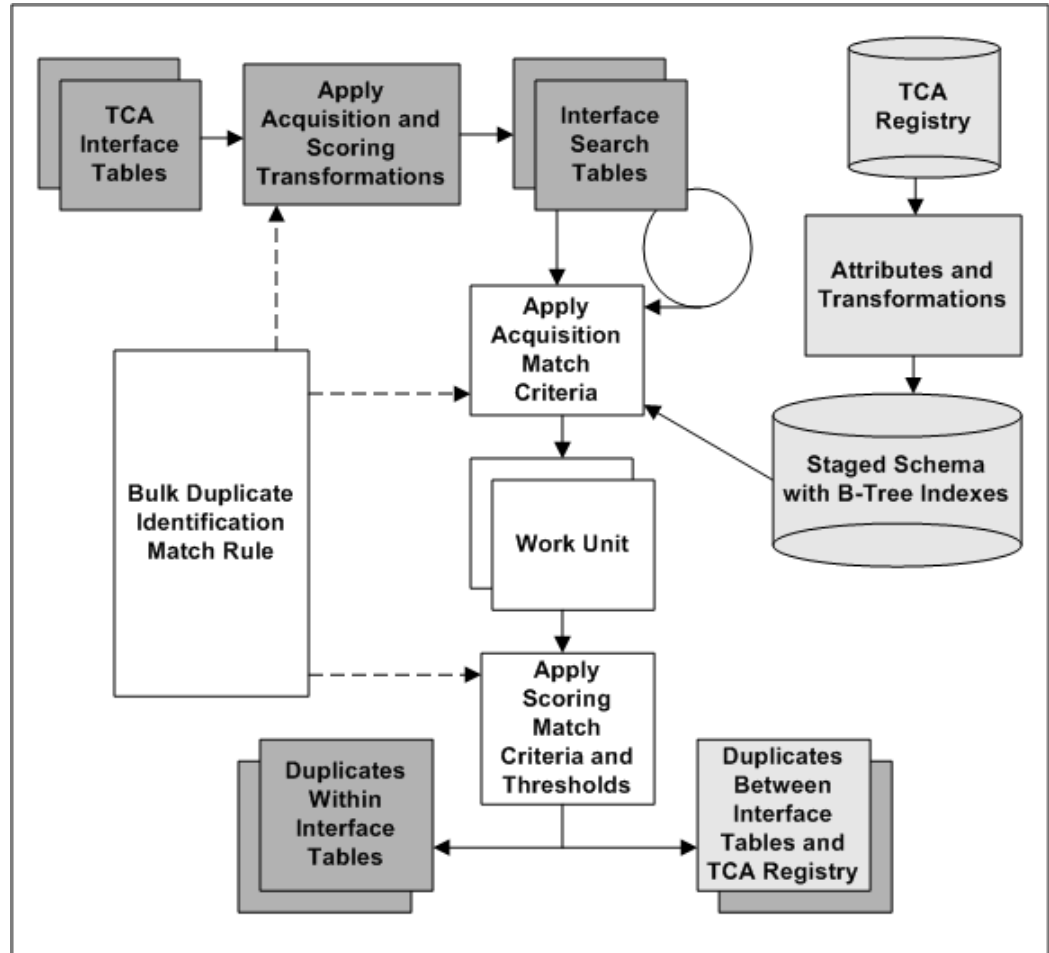 TCA
Interface
Tables
Apply
Acquisition and
Scoring
Transformations
Interface
Search
Tables
TCA
Registry
Attributes and
Transformations
Apply
Acquisition
Match
Criteria
Staged Schema
with B-Tree Indexes
Bulk Duplicate
Identification
Match Rule
Work Unit
Apply
Scoring
Match
Criteria and
Thresholds
Duplicates
Within
Interface
Tables
Duplicates
Between
Interface
Tables and
TCA Registry